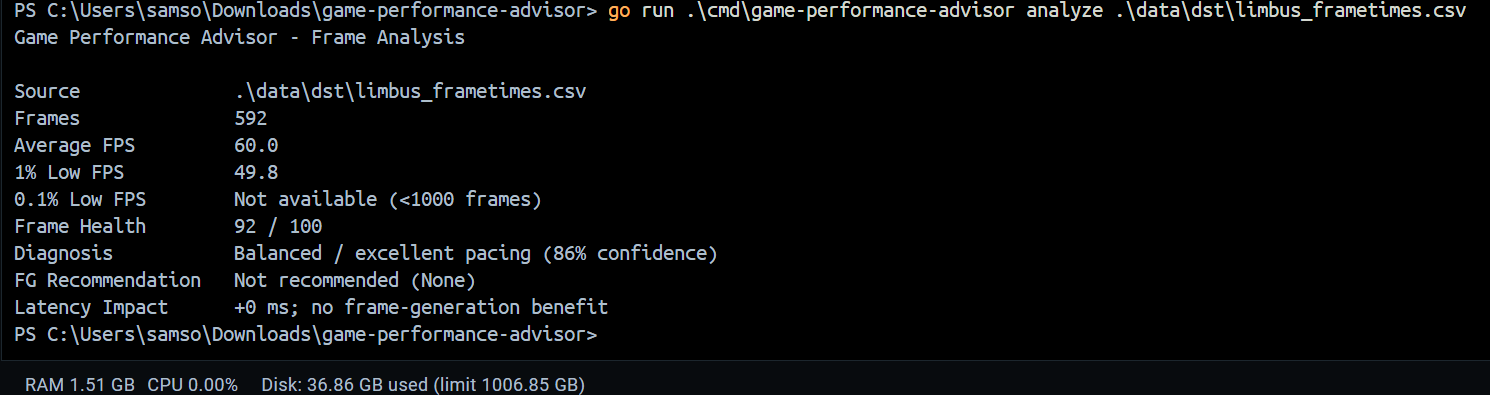 PS C:\Users\samso\Downloads\game-performance-advisor> go run .\cmd\game-performance-advisor analyze .\data\dst\limbus_frametimes.csv
Game Performance Advisor - Frame Analysis
Source .\data\dst\limbus_frametimes.csv
Frames 592
Average FPS 60.0
1% Low FPS 49.8
0.1% Low FPS Not available (<1000 frames)
Frame Health 92 / 100
Diagnosis Balanced / excellent pacing (86% confidence)
FG Recommendation Not recommended (None)
Latency Impact +0 ms; no frame-generation benefit
PS C:\Users\samso\Downloads\game-performance-advisor>
RAM 1.51 GB CPU 0.00% Disk: 36.86 GB used (limit 1006.85 GB)